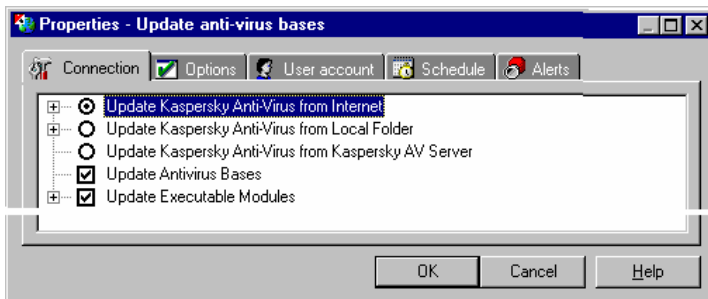 Properties - Update anti-virus bases
Connection Options User account Schedule Alerts
Update Kaspersky Anti-Virus from Internet
Update Kaspersky Anti-Virus from Local Folder
Update Kaspersky Anti-Virus from Kaspersky AV Server
Update Antivirus Bases
Update Executable Modules
OK Cancel Help